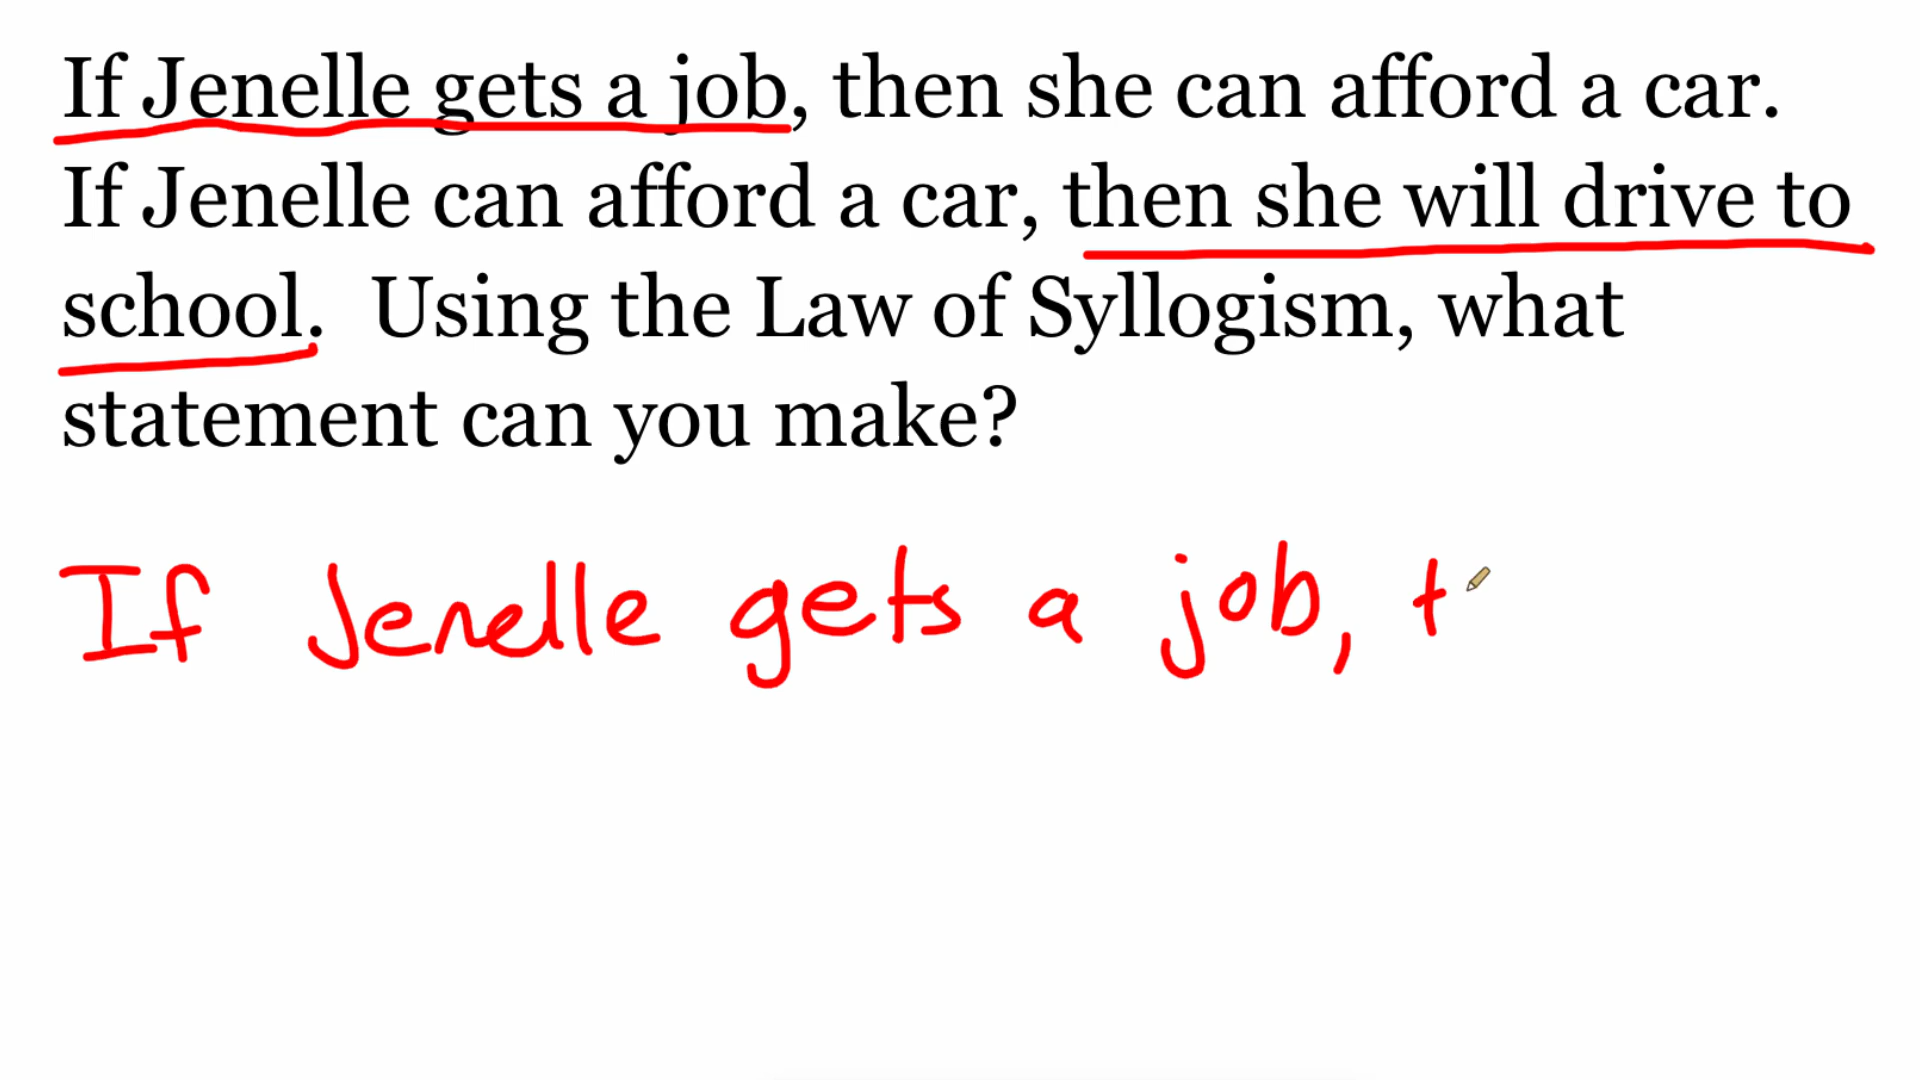 If Jenelle gets a job, then she can afford a car.
If Jenelle can afford a car, then she will drive to
school. Using the Law of Syllogism, what
statement can you make?
If Jenelle gets a job, t